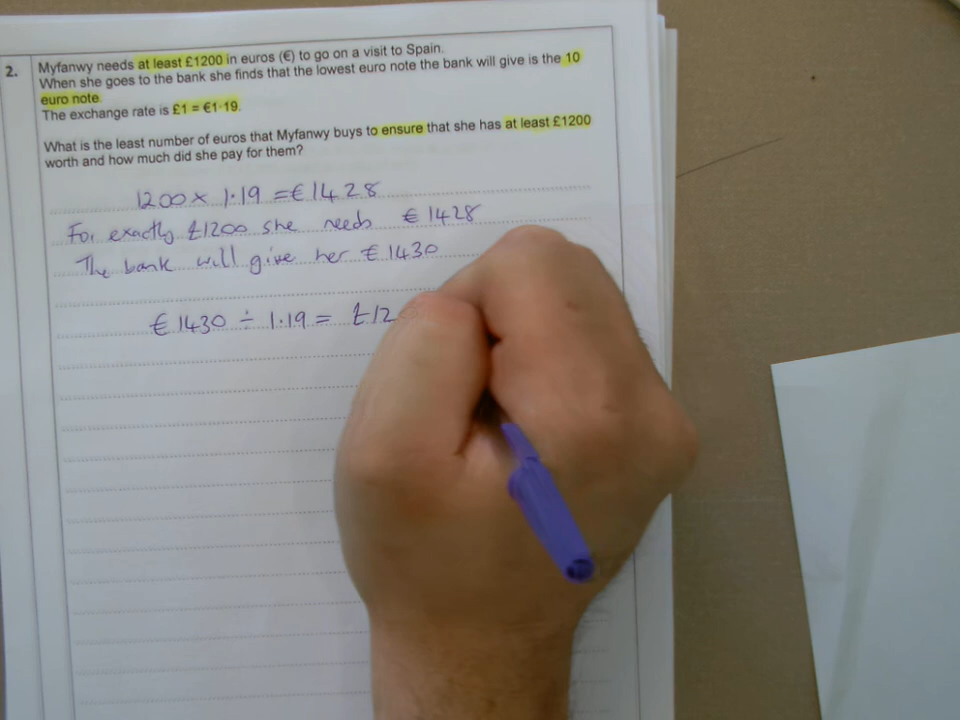 2.
Myfanwy needs at least £1200 in euros (€) to go on a visit to Spain.
When she goes to the bank she finds that the lowest euro note the bank will give is the 10
euro note.
The exchange rate is £1 = €1·19.
What is the least number of euros that Myfanwy buys to ensure that she has at least £1200
worth and how much did she pay for them?
1200 × 1.19 = € 1428
For exactly £1200 she needs € 1428
The bank will give her € 1430
€ 1430 ÷ 1.19 = £12